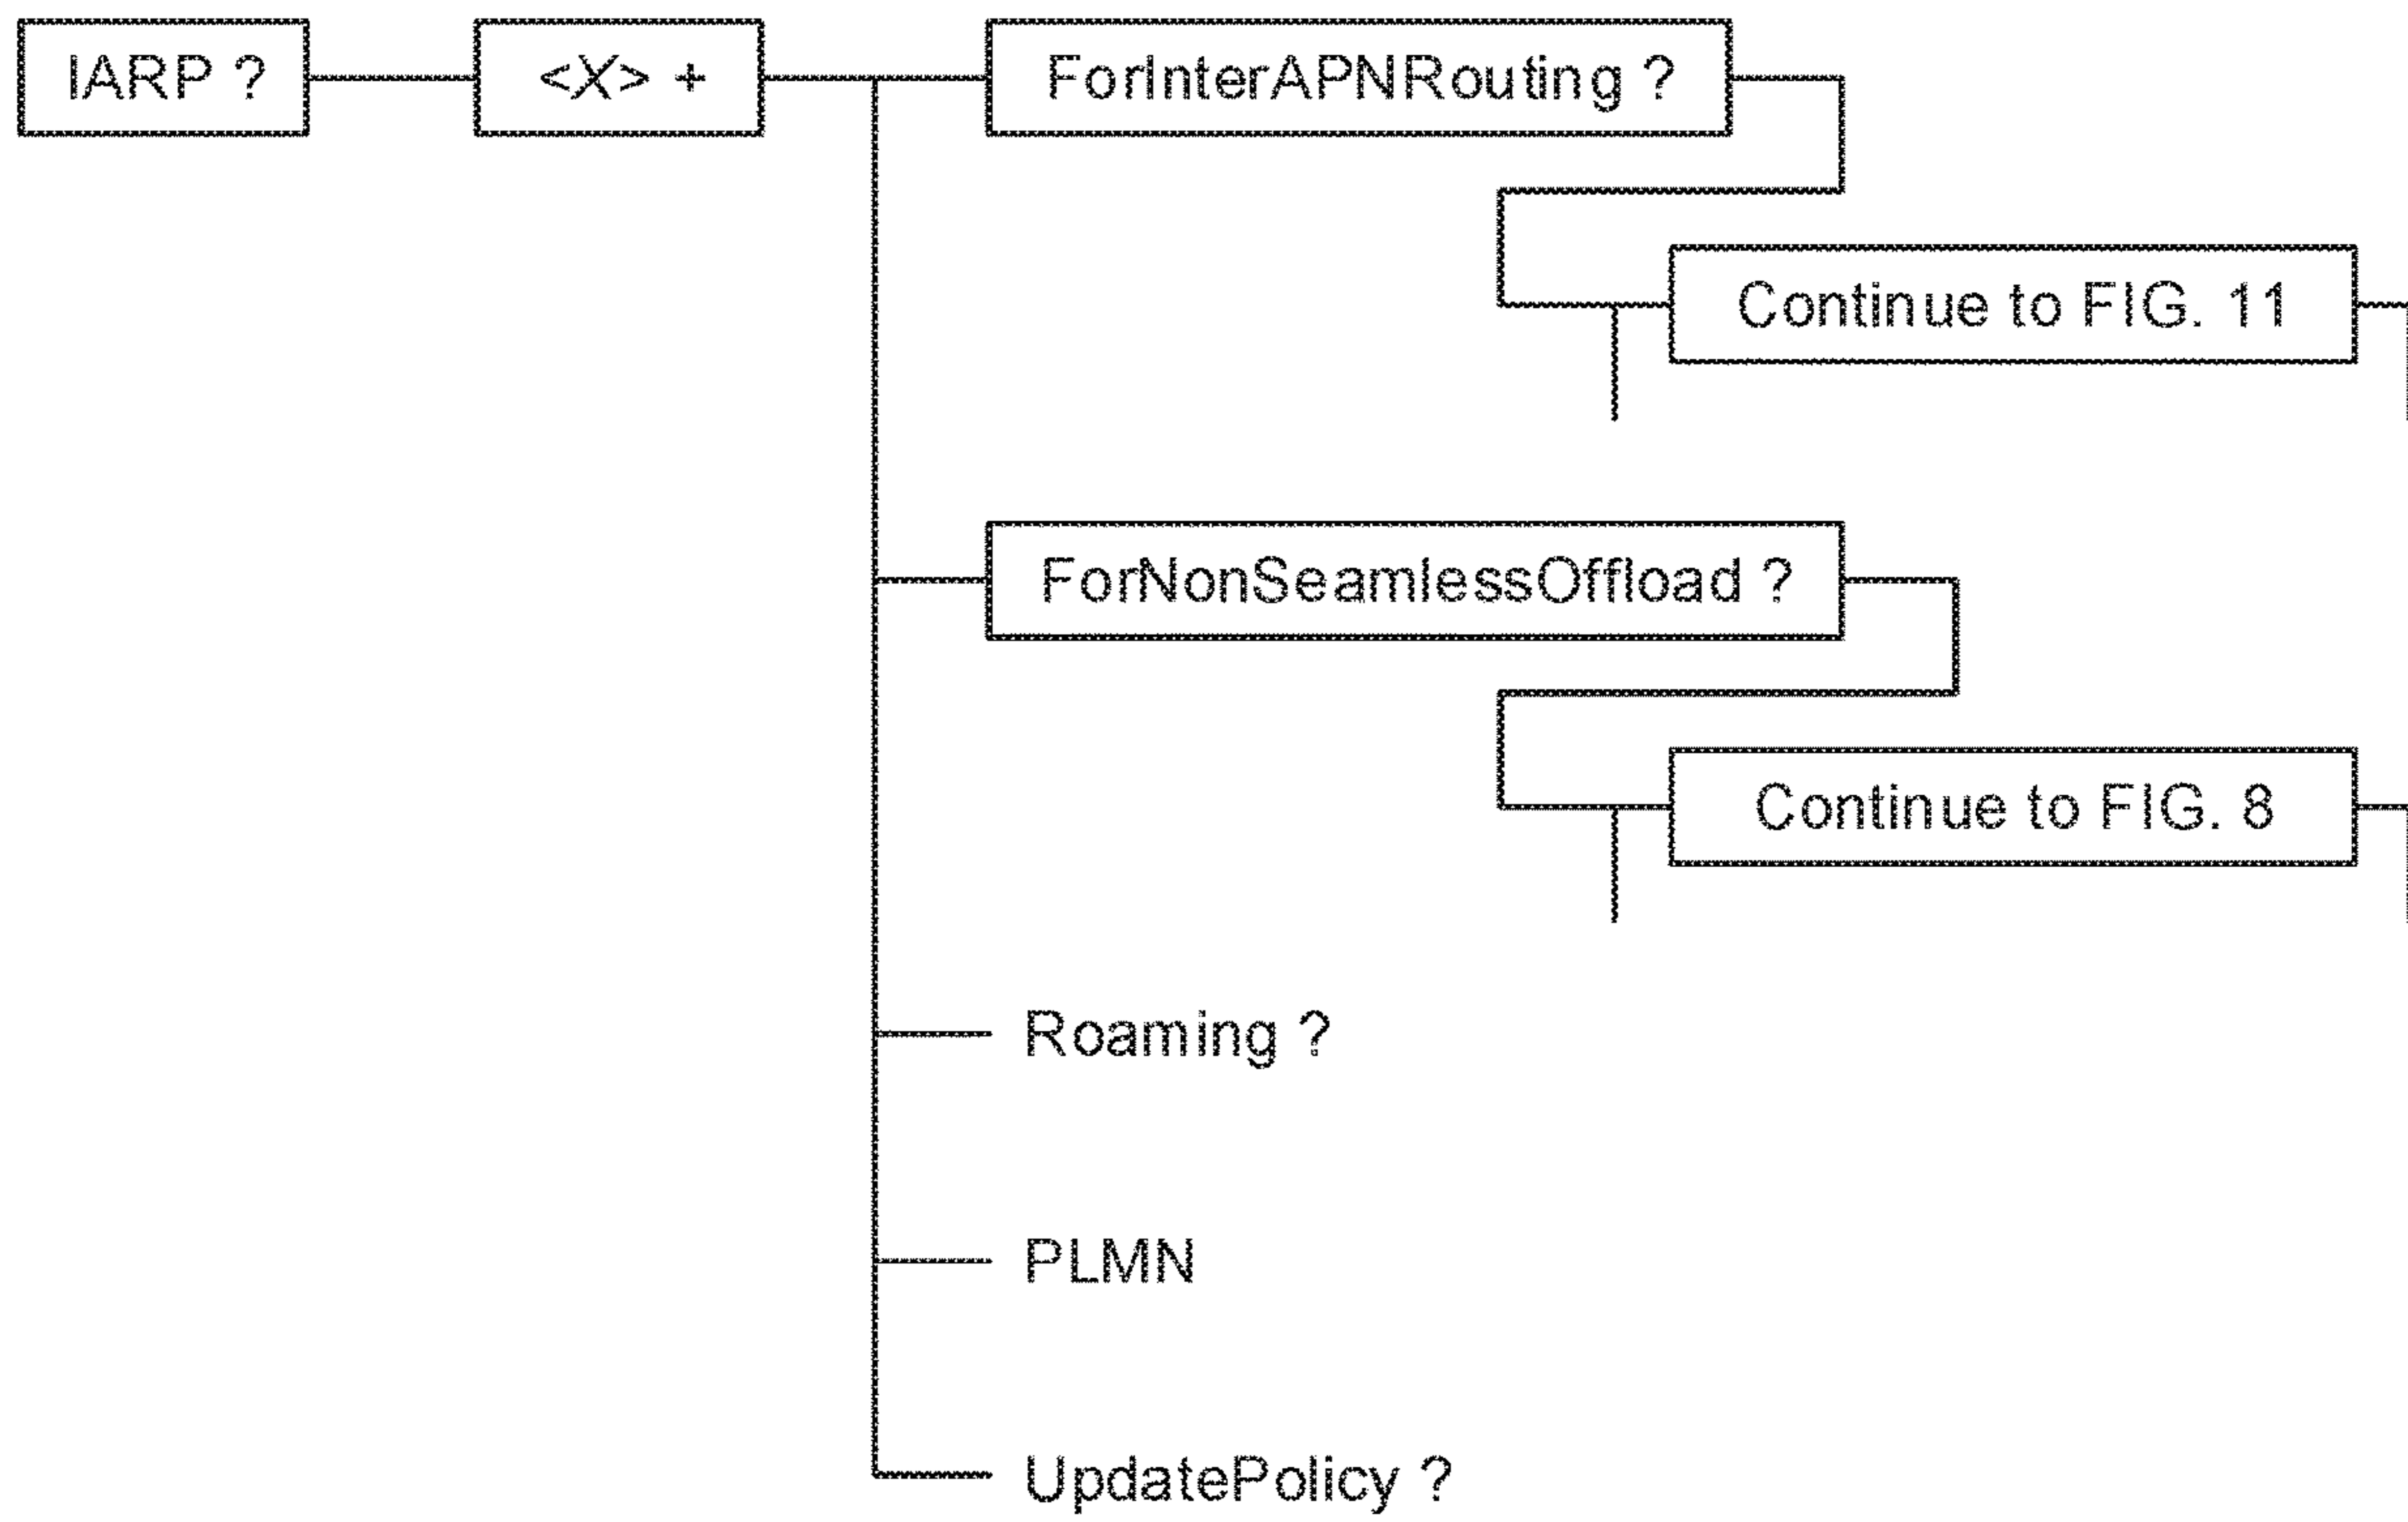 IARP ?
<X> +
ForInterAPNRouting ?
Continue to FIG. 11
ForNonSeamlessOffload ?
Continue to FIG. 8
Roaming ?
PLMN
UpdatePolicy ?